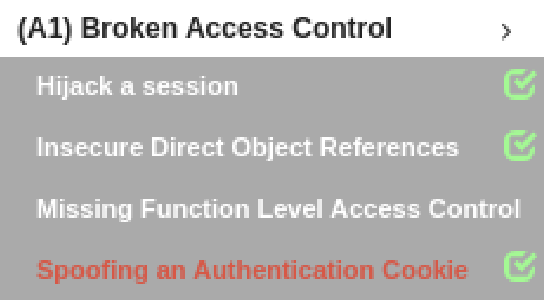 (A1) Broken Access Control
Hijack a session
Insecure Direct Object References
Missing Function Level Access Control
Spoofing an Authentication Cookie